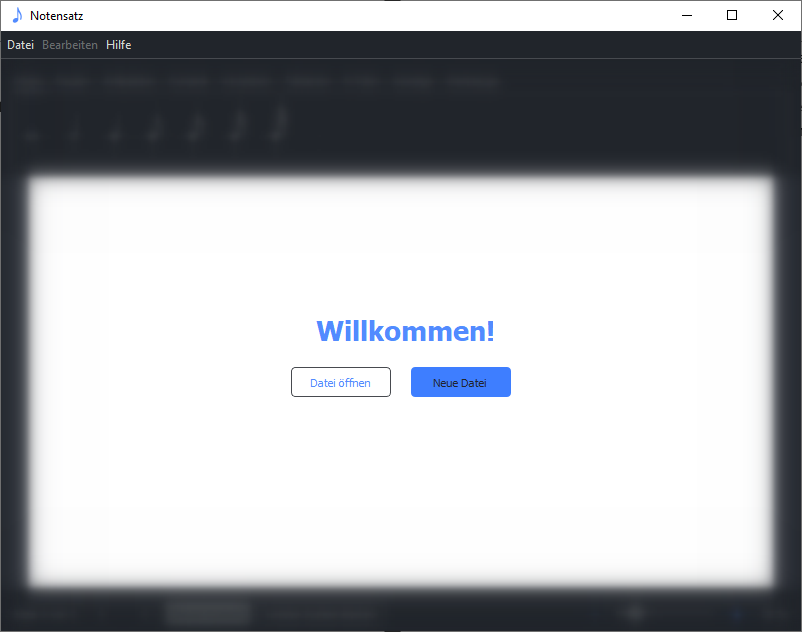 Notensatz
Datei Bearbeiten Hilfe
Willkommen!
Datei öffnen Neue Datei